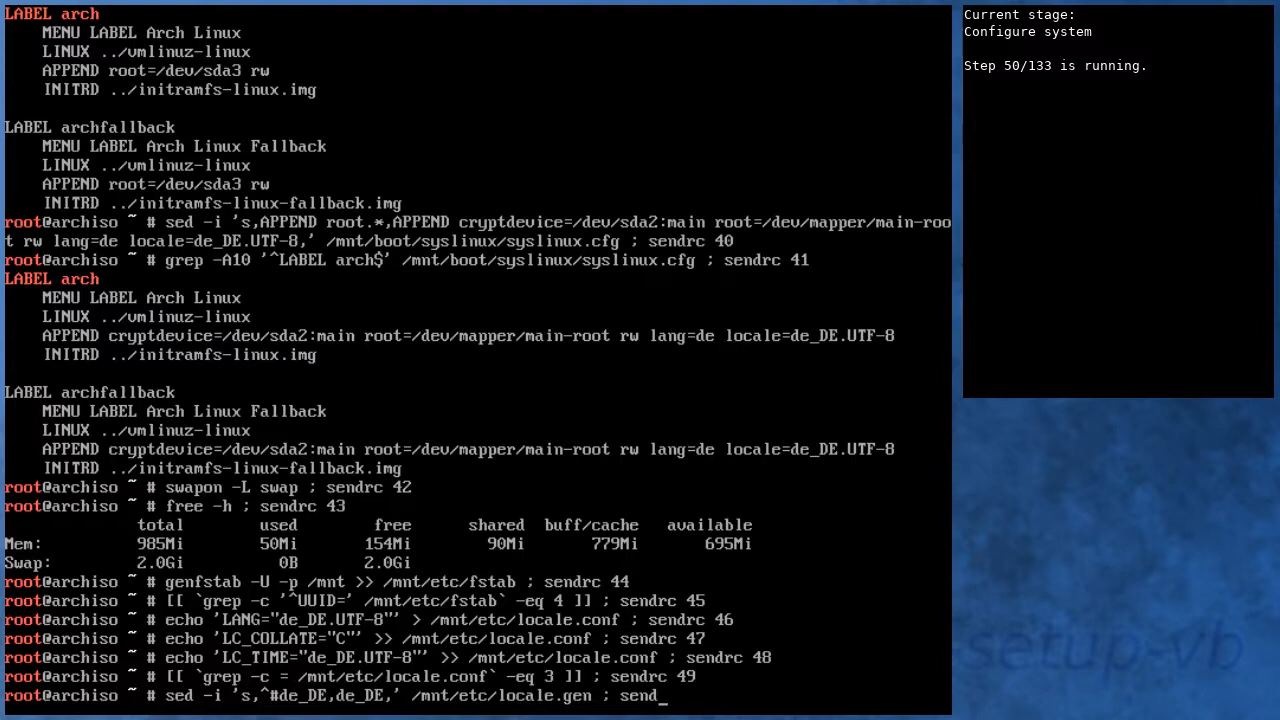 LABEL arch
    MENU LABEL Arch Linux
    LINUX ../vmlinuz-linux
    APPEND root=/dev/sda3 rw
    INITRD ../initramfs-linux.img

LABEL archfallback
    MENU LABEL Arch Linux Fallback
    LINUX ../vmlinuz-linux
    APPEND root=/dev/sda3 rw
    INITRD ../initramfs-linux-fallback.img
root@archiso ~ # sed -i 's,APPEND root.*,APPEND cryptdevice=/dev/sda2:main root=/dev/mapper/main-roo
t rw lang=de locale=de_DE.UTF-8,' /mnt/boot/syslinux/syslinux.cfg ; sendrc 40
root@archiso ~ # grep -A10 '^LABEL arch$' /mnt/boot/syslinux/syslinux.cfg ; sendrc 41
LABEL arch
    MENU LABEL Arch Linux
    LINUX ../vmlinuz-linux
    APPEND cryptdevice=/dev/sda2:main root=/dev/mapper/main-root rw lang=de locale=de_DE.UTF-8
    INITRD ../initramfs-linux.img

LABEL archfallback
    MENU LABEL Arch Linux Fallback
    LINUX ../vmlinuz-linux
    APPEND cryptdevice=/dev/sda2:main root=/dev/mapper/main-root rw lang=de locale=de_DE.UTF-8
    INITRD ../initramfs-linux-fallback.img
root@archiso ~ # swapon -L swap ; sendrc 42
root@archiso ~ # free -h ; sendrc 43
              total        used        free      shared  buff/cache   available
Mem:          985Mi        50Mi       154Mi        90Mi       779Mi       695Mi
Swap:         2.0Gi          0B       2.0Gi
root@archiso ~ # genfstab -U -p /mnt >> /mnt/etc/fstab ; sendrc 44
root@archiso ~ # [[ `grep -c '^UUID=' /mnt/etc/fstab` -eq 4 ]] ; sendrc 45
root@archiso ~ # echo 'LANG="de_DE.UTF-8"' > /mnt/etc/locale.conf ; sendrc 46
root@archiso ~ # echo 'LC_COLLATE="C"' >> /mnt/etc/locale.conf ; sendrc 47
root@archiso ~ # echo 'LC_TIME="de_DE.UTF-8"' >> /mnt/etc/locale.conf ; sendrc 48
root@archiso ~ # [[ `grep -c = /mnt/etc/locale.conf` -eq 3 ]] ; sendrc 49
root@archiso ~ # sed -i 's,^#de_DE,de_DE,' /mnt/etc/locale.gen ; send_
Current stage:
Configure system

Step 50/133 is running.
setup-vb